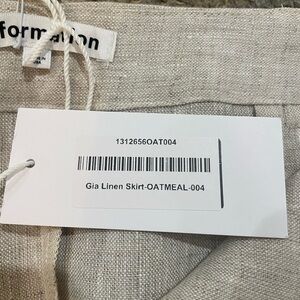 formation
1312656OAT004
Gia Linen Skirt-OATMEAL-004